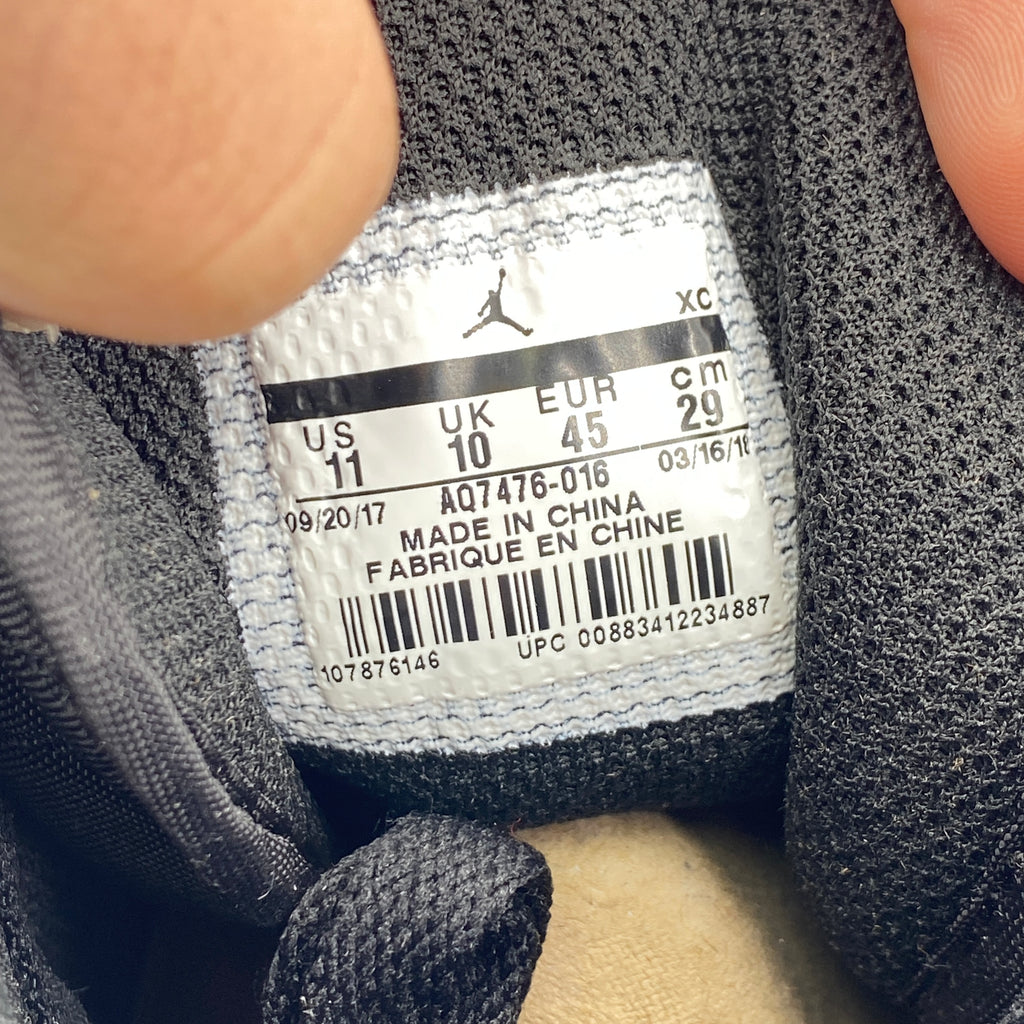 XC
US UK EUR cm
11 10 45 29
09/20/17 AQ7476-016 03/16/18
MADE IN CHINA
FABRIQUE EN CHINE
107876146 UPC 00883412234887